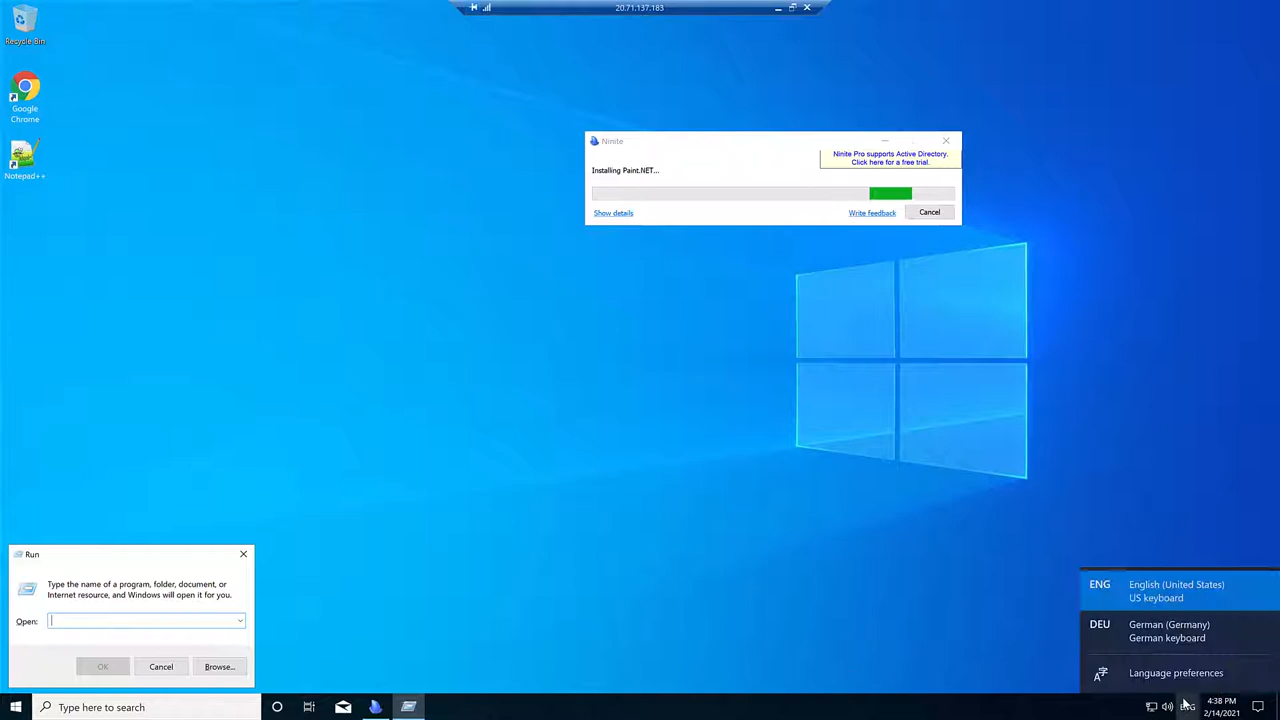 20.71.137.183
Recycle Bin
Google
Chrome
Notepad++
Ninite
Ninite Pro supports Active Directory.
Click here for a free trial.
Installing Paint.NET...
Show details
Write feedback
Cancel
Run
Type the name of a program, folder, document, or
Internet resource, and Windows will open it for you.
Open:
OK
Cancel
Browse...
ENG
English (United States)
US keyboard
DEU
German (Germany)
German keyboard
Language preferences
Type here to search
ENG
4:38 PM
2/14/2021